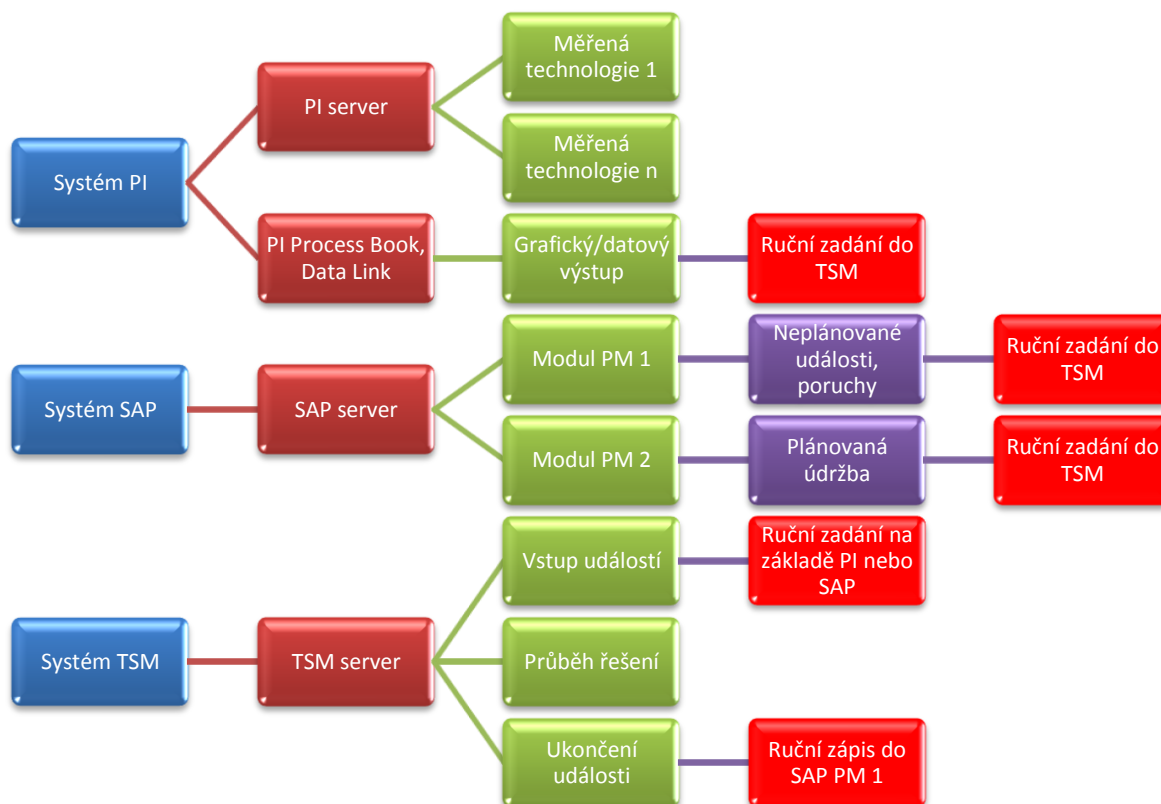 Měřená
technologie 1
PI server
Měřená
technologie n
Systém PI
PI Process Book,
Data Link
Grafický/datový
výstup
Ruční zadání do
TSM
Modul PM 1
Neplánované
události,
poruchy
Ruční zadání do
TSM
Systém SAP
SAP server
Modul PM 2
Plánovaná
údržba
Ruční zadání do
TSM
Vstup událostí
Ruční zadání na
základě PI nebo
SAP
Systém TSM
TSM server
Průběh řešení
Ukončení
události
Ruční zápis do
SAP PM 1